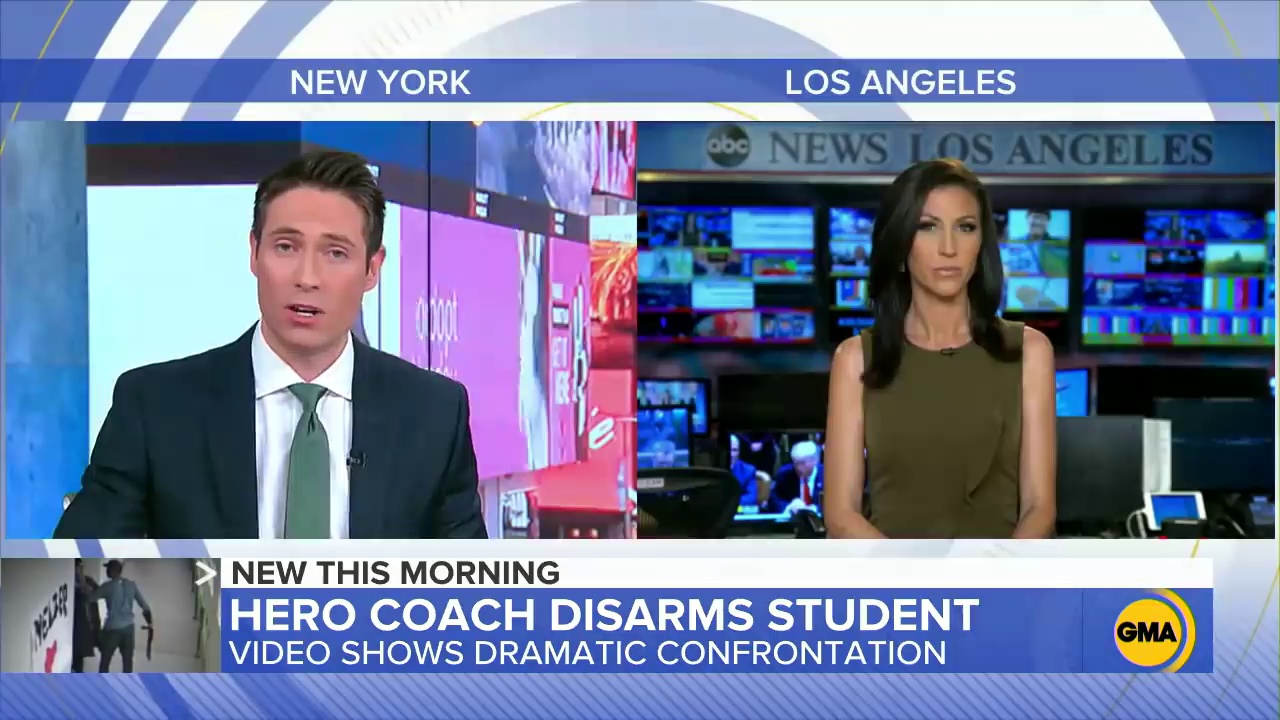 NEW YORK
LOS ANGELES
abc NEWS LOS ANGELES
NEW THIS MORNING
HERO COACH DISARMS STUDENT
VIDEO SHOWS DRAMATIC CONFRONTATION
GMA